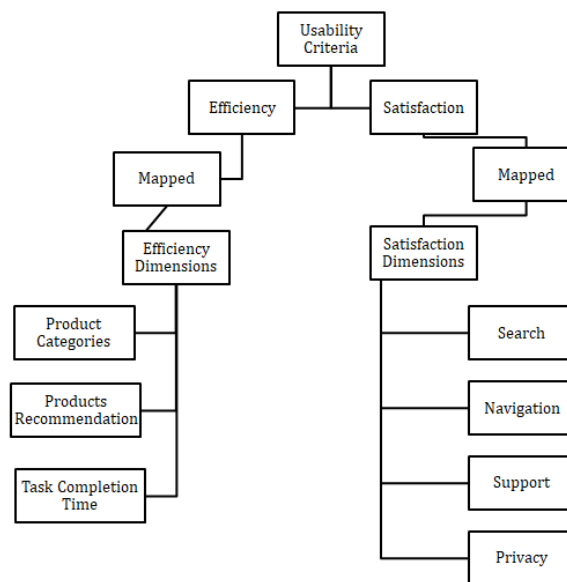 Usability
Criteria
Efficiency
Satisfaction
Mapped
Mapped
Efficiency
Dimensions
Satisfaction
Dimensions
Product
Categories
Search
Products
Recommendation
Navigation
Task Completion
Time
Support
Privacy